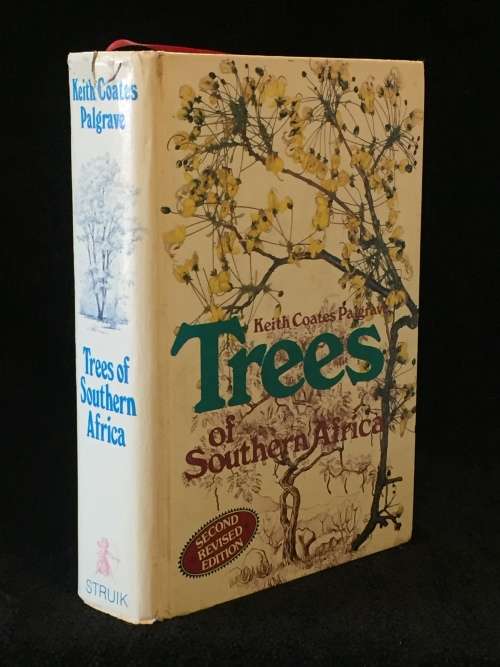 Keith Coates
Palgrave
Trees of
Southern
Africa
STRUIK
Keith Coates Palgrave
Trees
of
Southern Africa
SECOND
REVISED
EDITION